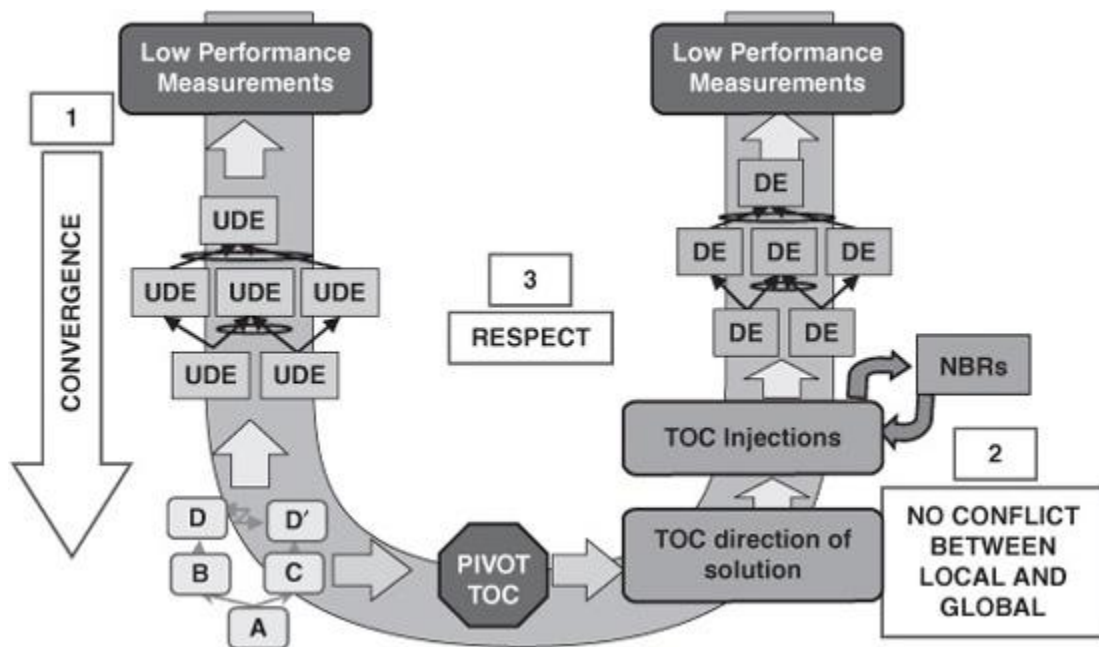 Low Performance
Measurements
Low Performance
Measurements
1
CONVERGENCE
UDE
UDE
UDE
UDE
UDE
UDE
DE
DE
DE
DE
DE
DE
3
RESPECT
NBRs
TOC Injections
2
NO CONFLICT
BETWEEN
LOCAL AND
GLOBAL
D
D′
B
C
A
PIVOT
TOC
TOC direction of
solution